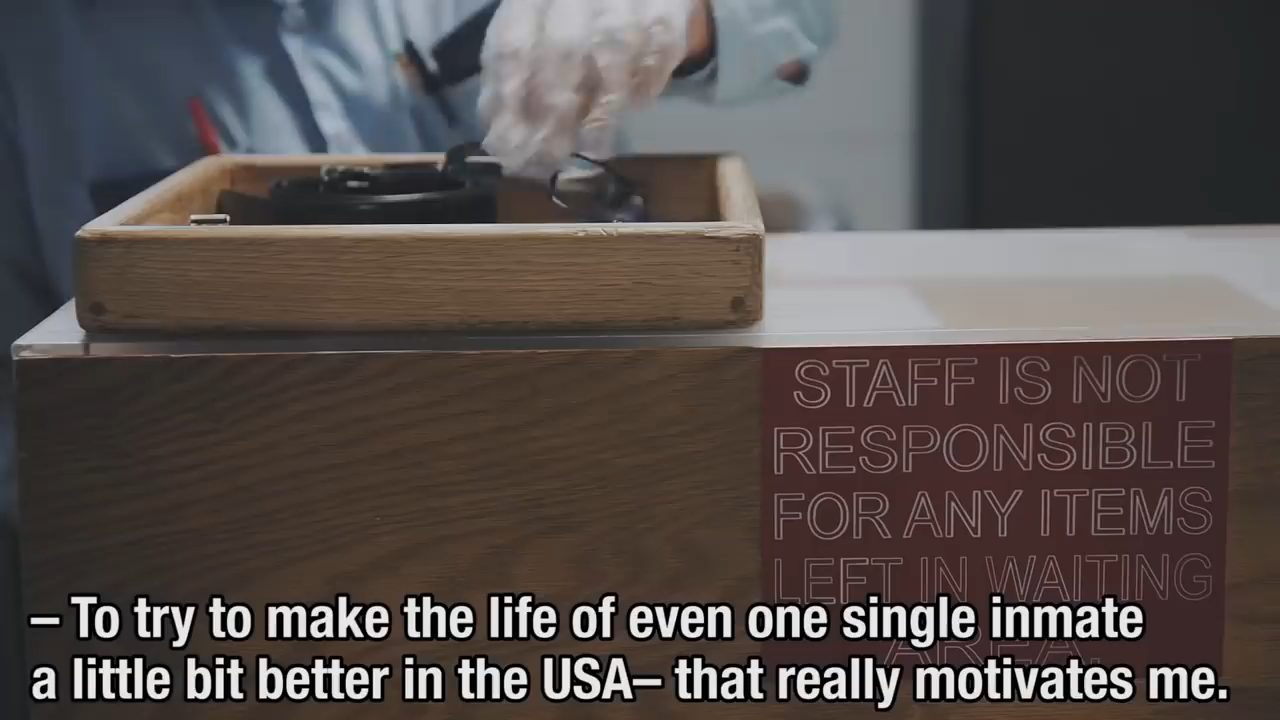 STAFF IS NOT
RESPONSIBLE
FOR ANY ITEMS
LEFT IN WAITING
AREA.
– To try to make the life of even one single inmate
a little bit better in the USA– that really motivates me.